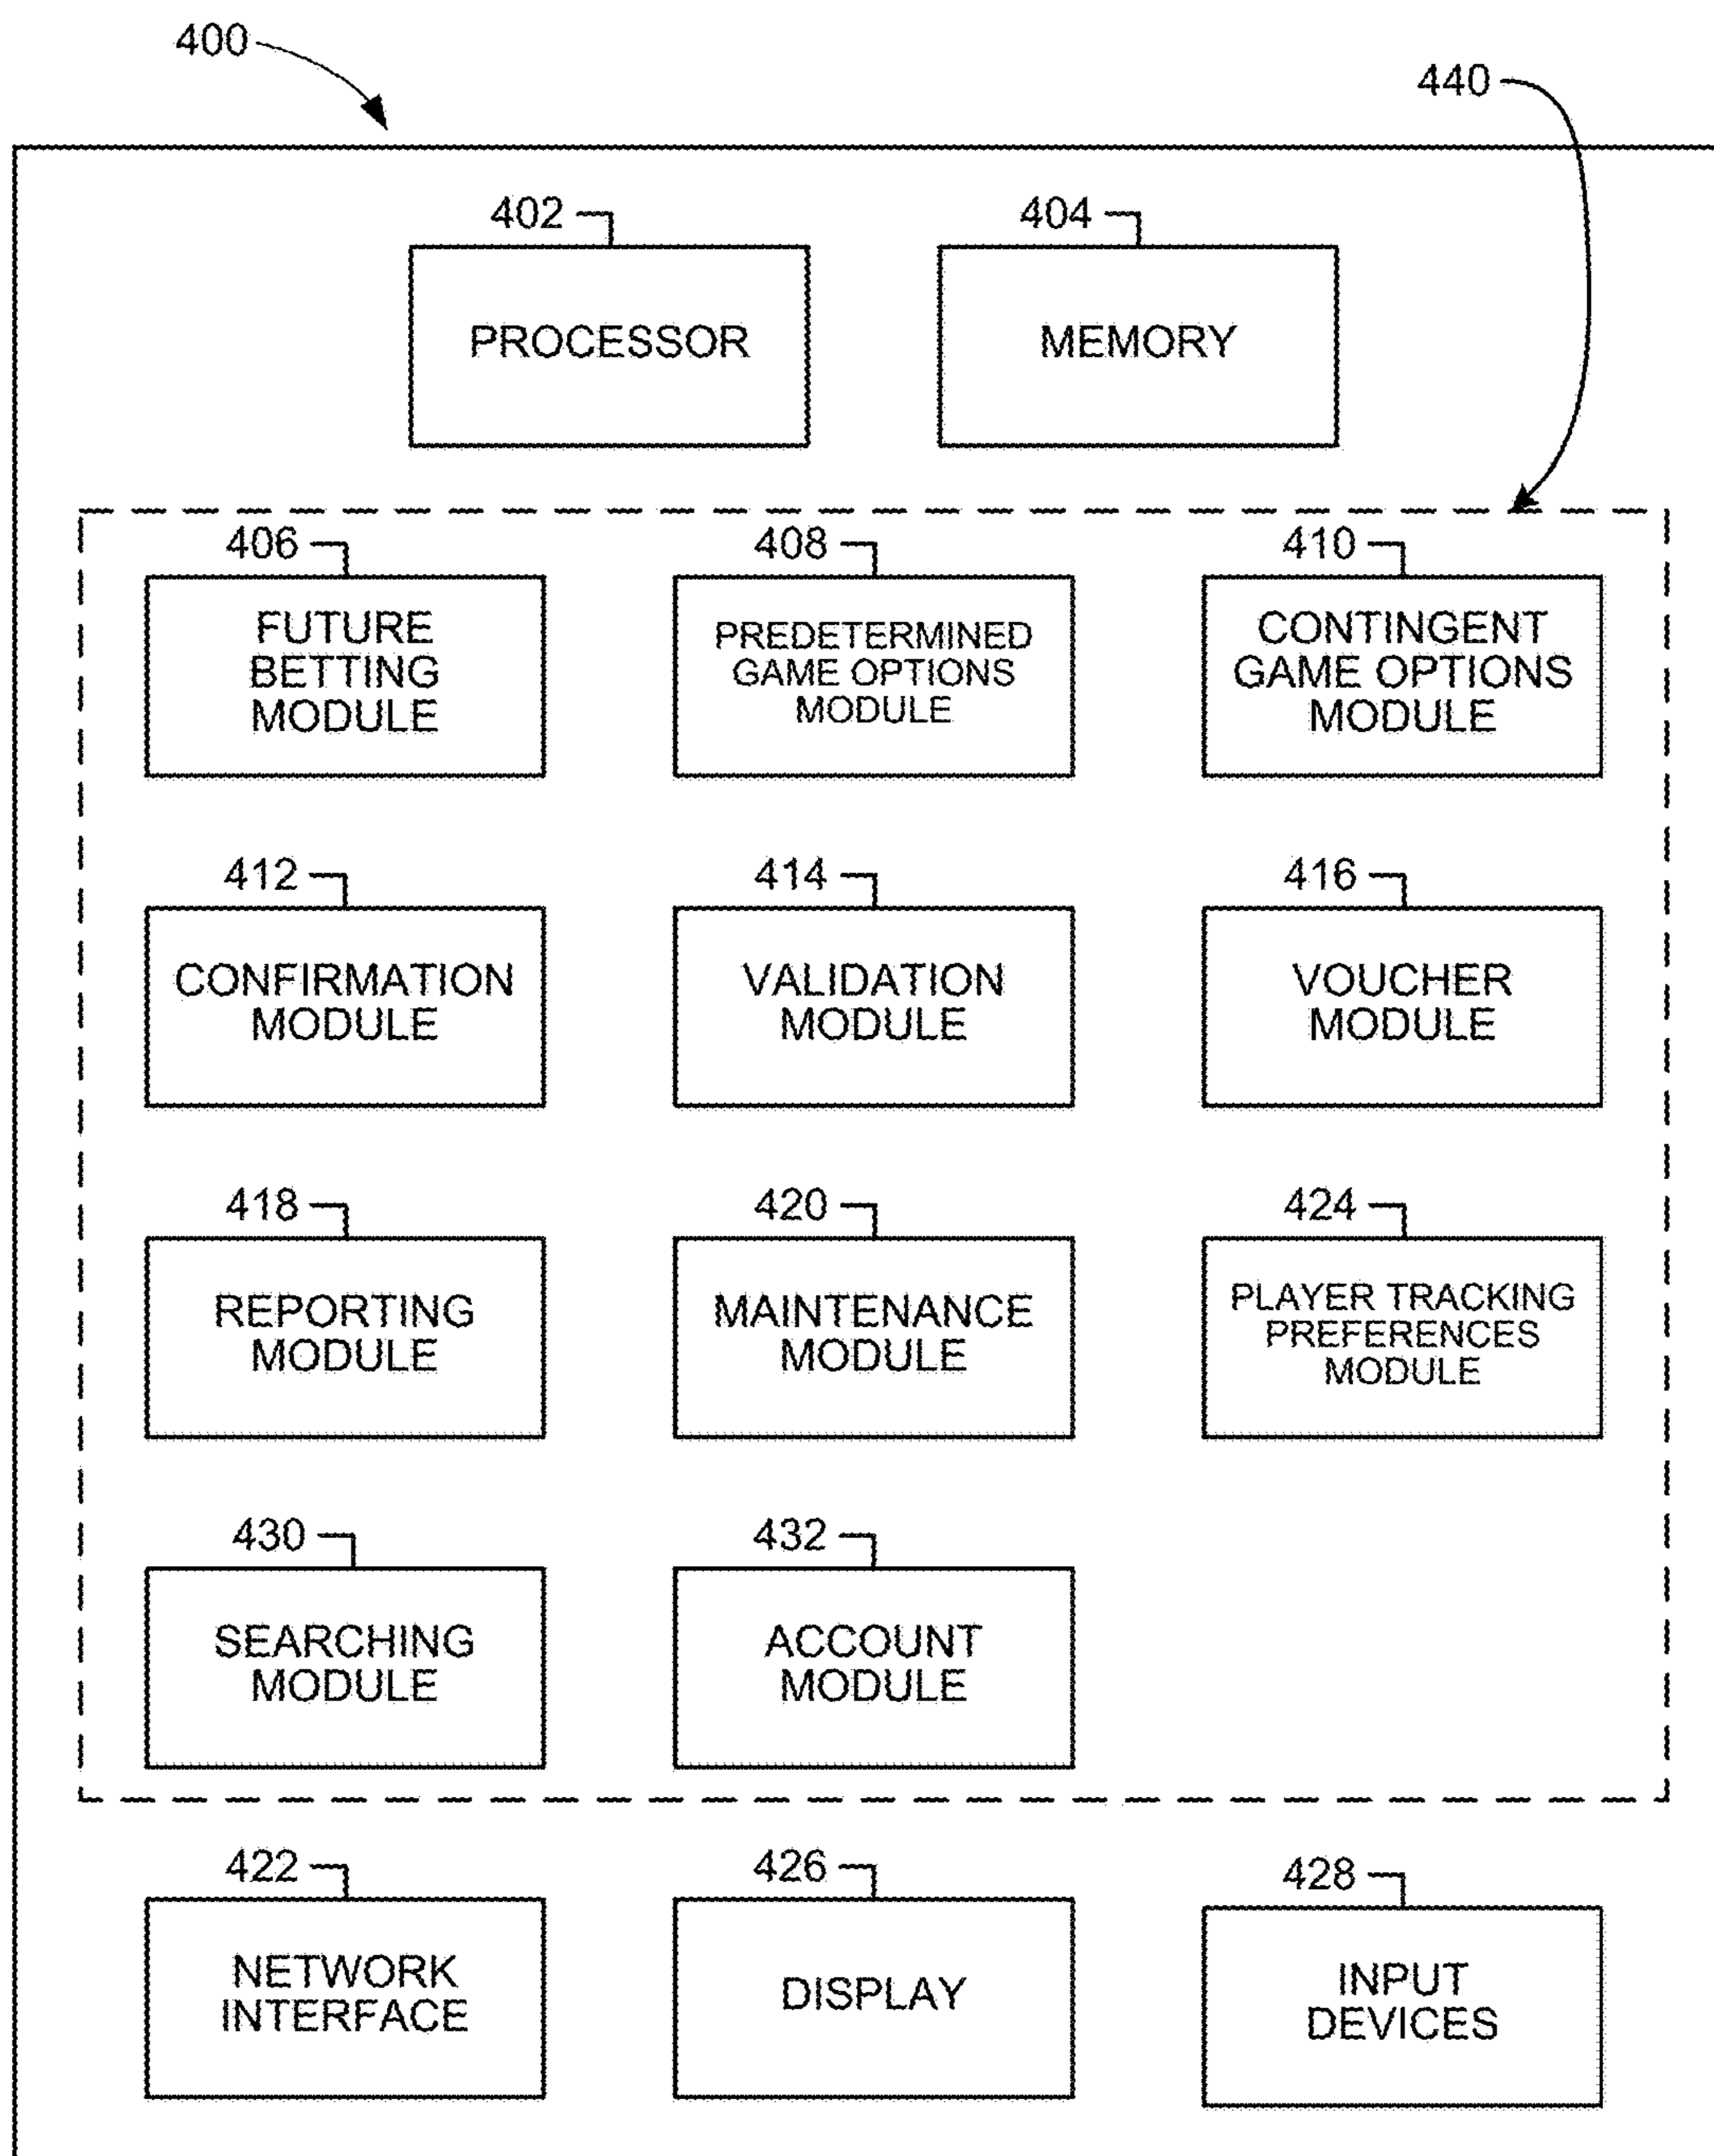 400
440
402
404
PROCESSOR
MEMORY
406
408
410
FUTURE
BETTING
MODULE
PREDETERMINED
GAME OPTIONS
MODULE
CONTINGENT
GAME OPTIONS
MODULE
412
414
416
CONFIRMATION
MODULE
VALIDATION
MODULE
VOUCHER
MODULE
418
420
424
REPORTING
MODULE
MAINTENANCE
MODULE
PLAYER TRACKING
PREFERENCES
MODULE
430
432
SEARCHING
MODULE
ACCOUNT
MODULE
422
426
428
NETWORK
INTERFACE
DISPLAY
INPUT
DEVICES